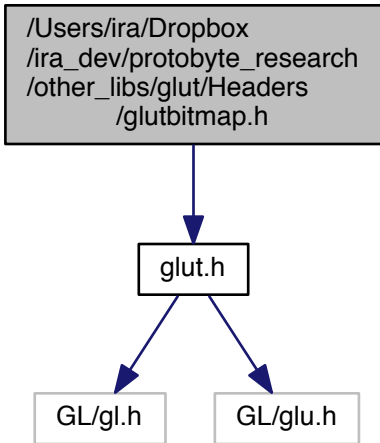 /Users/ira/Dropbox
/ira_dev/protobyte_research
/other_libs/glut/Headers
/glutbitmap.h
glut.h
GL/gl.h
GL/glu.h